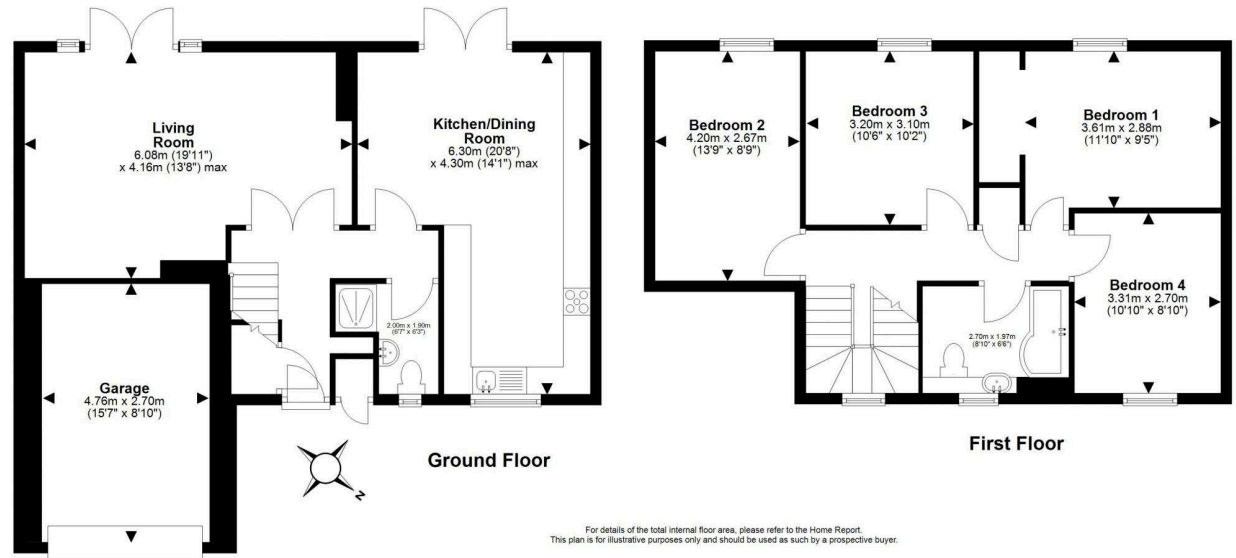 Living
Room
6.08m (19'11")
x 4.16m (13'8") max
Kitchen/Dining
Room
6.30m (20'8")
x 4.30m (14'1") max
2.00m x 1.90m
(6'7" x 6'3")
Garage
4.76m x 2.70m
(15'7" x 8'10")
Z
Ground Floor
Bedroom 2
4.20m x 2.67m
(13'9" x 8'9")
Bedroom 3
3.20m x 3.10m
(10'6" x 10'2")
Bedroom 1
3.61m x 2.88m
(11'10" x 9'5")
Bedroom 4
3.31m x 2.70m
(10'10" x 8'10")
2.70m x 1.97m
(8'10" x 6'6")
First Floor
For details of the total internal floor area, please refer to the Home Report.
This plan is for illustrative purposes only and should be used as such by a prospective buyer.